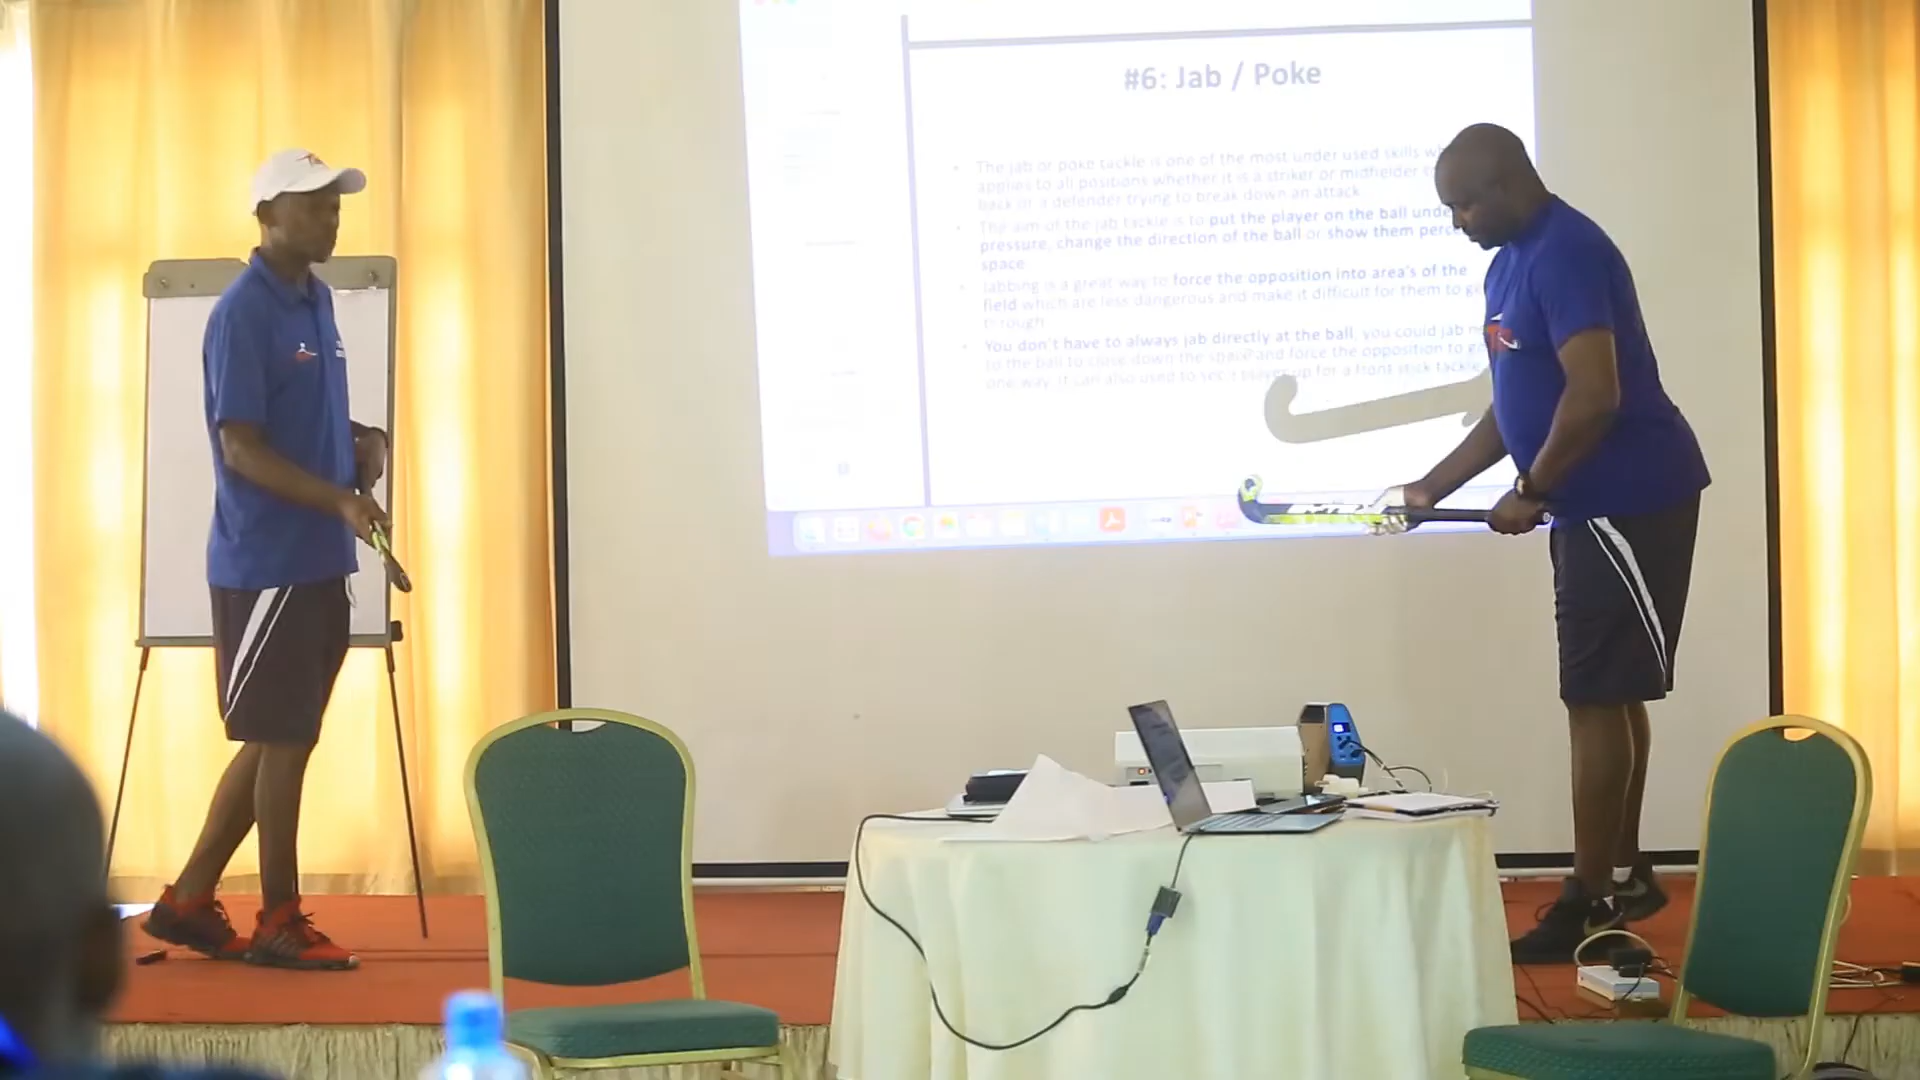 #6: Jab / Poke
• The jab or poke tackle is one of the most under used skills
applies to all positions whether it is a striker or midfielder
back or a defender trying to break down an attack
• The aim of the jab tackle is to put the player on the ball
pressure, change the direction of the ball or show them
space
• Jabbing is a great way to force the opposition into area's of the
field which are less dangerous and make it difficult for them to
through
• You don't have to always jab directly at the ball, you could jab
to the ball to close down the space and force the opposition to
one way. It can also used to set a player up for a front stick tackle